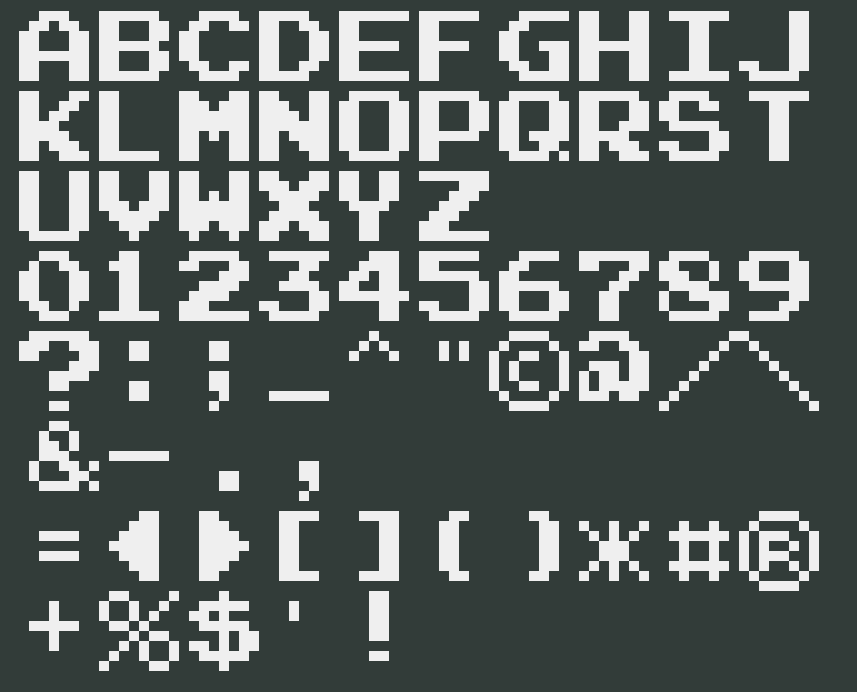 ABCDEFGHIJ
KLMNOPQRST
UVWXYZ
0123456789
?:;_^"©@/\
&-.,
=◀▶[]()*#®
+%$'!